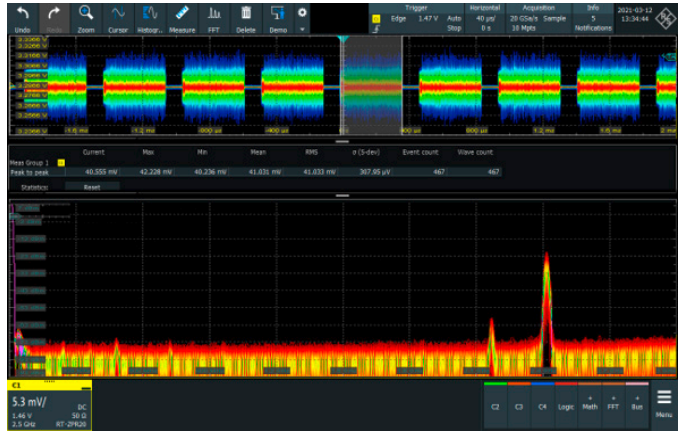 Trigger Horizontal Acquisition Info 2021-03-12
Edge 1.47 V Auto 40 µs/ 20 GSa/s Sample 5 13:34:44
Stop 0 s 16 Mpts Notifications
Undo Redo Zoom Cursor Histogr... Measure FFT Delete Demo
-1.6 ms -1.2 ms -800 µs -400 µs 400 µs 800 µs 1.2 ms 1.6 ms 2 ms
Current Max Min Mean RMS σ (S-dev) Event count Wave count
Meas Group 1
Peak to peak 40.555 mV 42.228 mV 40.236 mV 41.031 mV 41.033 mV 307.95 µV 467 467
Statistics: Reset
C1
5.3 mV/ DC
1.46 V 50 Ω
2.5 GHz RT-ZPR20
C2 C3 C4 Logic + Math + FFT + Bus Menu